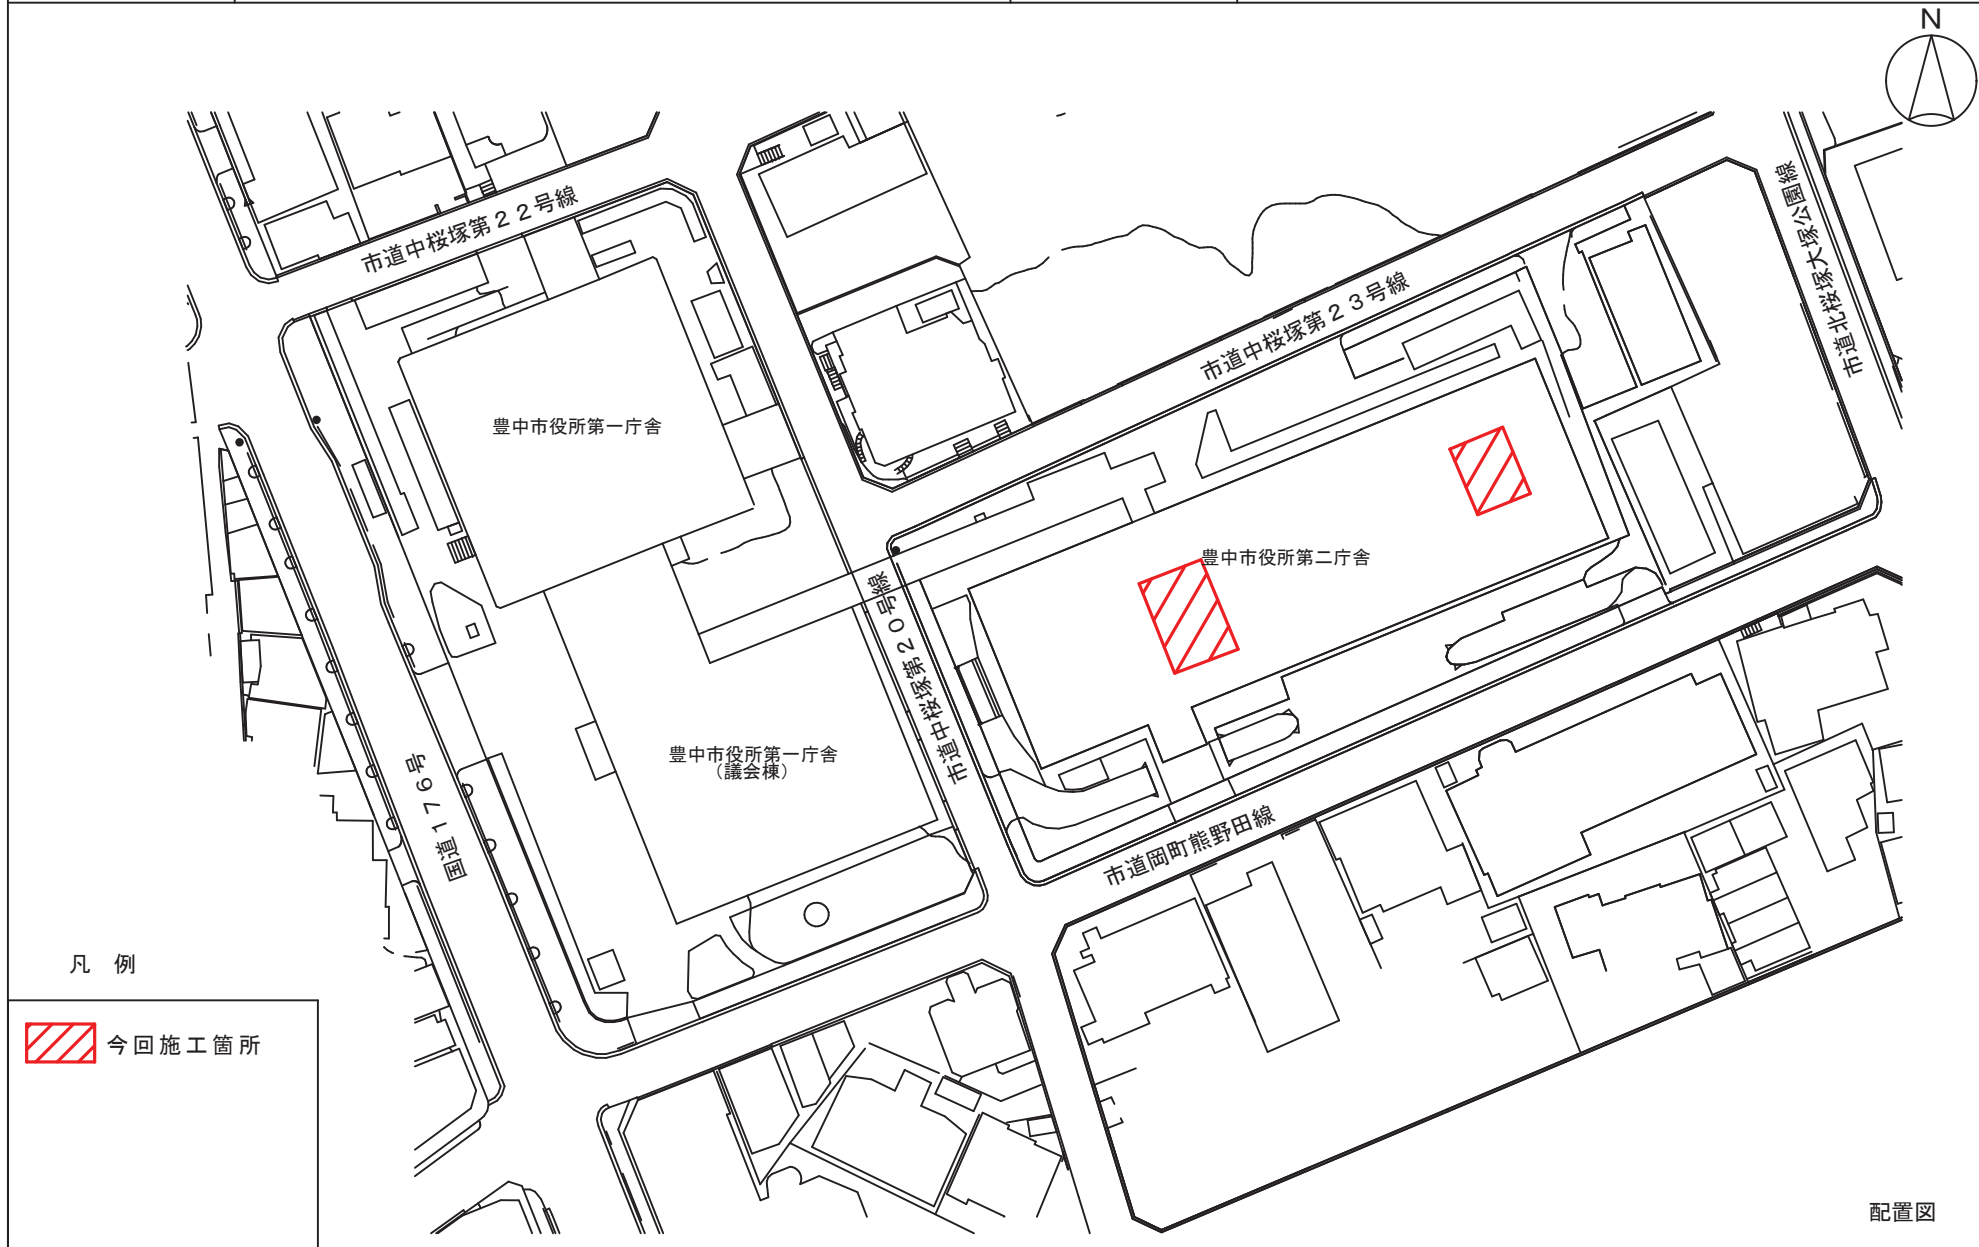 N
市道中桜塚第２２号線
市道北桜塚大塚公園線
市道中桜塚第２３号線
豊中市役所第一庁舎
豊中市役所第二庁舎
市道中桜塚第２０号線
豊中市役所第一庁舎
（議会棟）
国道１７６号
市道岡町熊野田線
凡 例
今回施工箇所
配置図